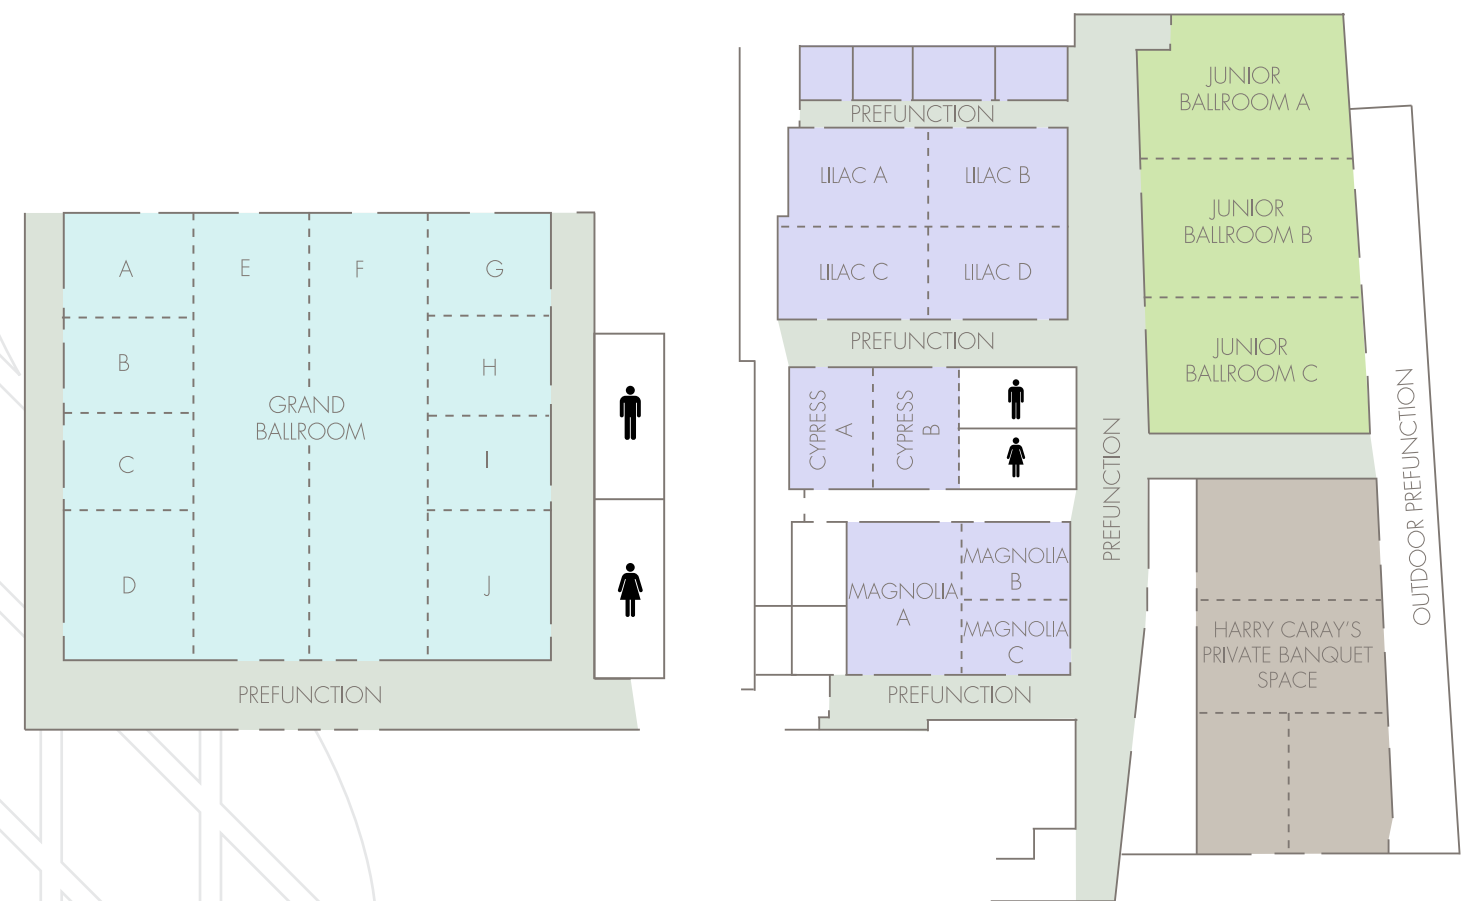 A
E
F
G
B
H
GRAND
BALLROOM
C
I
D
J
PREFUNCTION
PREFUNCTION
LILAC A
LILAC B
LILAC C
LILAC D
PREFUNCTION
CYPRESS
A
CYPRESS
B
MAGNOLIA
A
MAGNOLIA
B
MAGNOLIA
C
PREFUNCTION
PREFUNCTION
JUNIOR
BALLROOM A
JUNIOR
BALLROOM B
JUNIOR
BALLROOM C
OUTDOOR PREFUNCTION
HARRY CARAY'S
PRIVATE BANQUET
SPACE